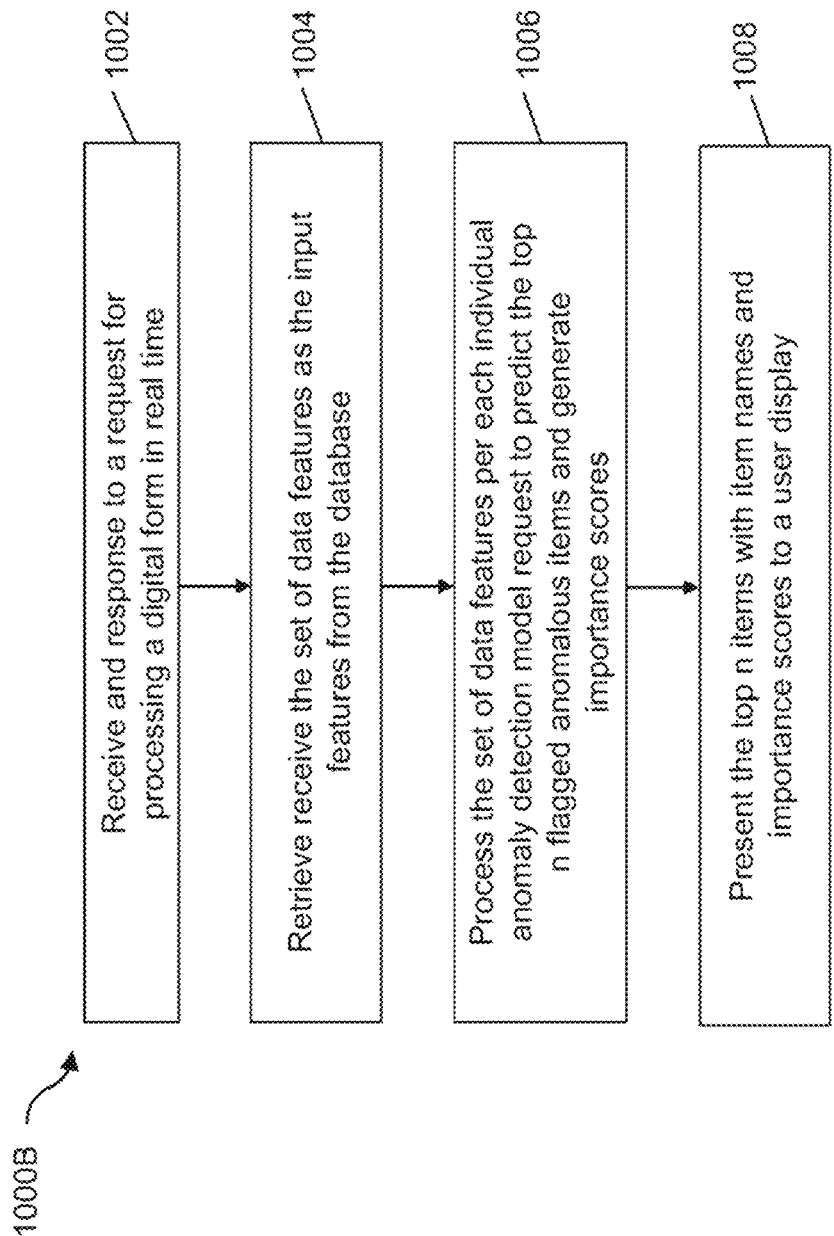 1000B
Receive and response to a request for
processing a digital form in real time
1002
Retrieve receive the set of data features as the input
features from the database
1004
Process the set of data features per each individual
anomaly detection model request to predict the top
n flagged anomalous items and generate
importance scores
1006
Present the top n items with item names and
importance scores to a user display
1008